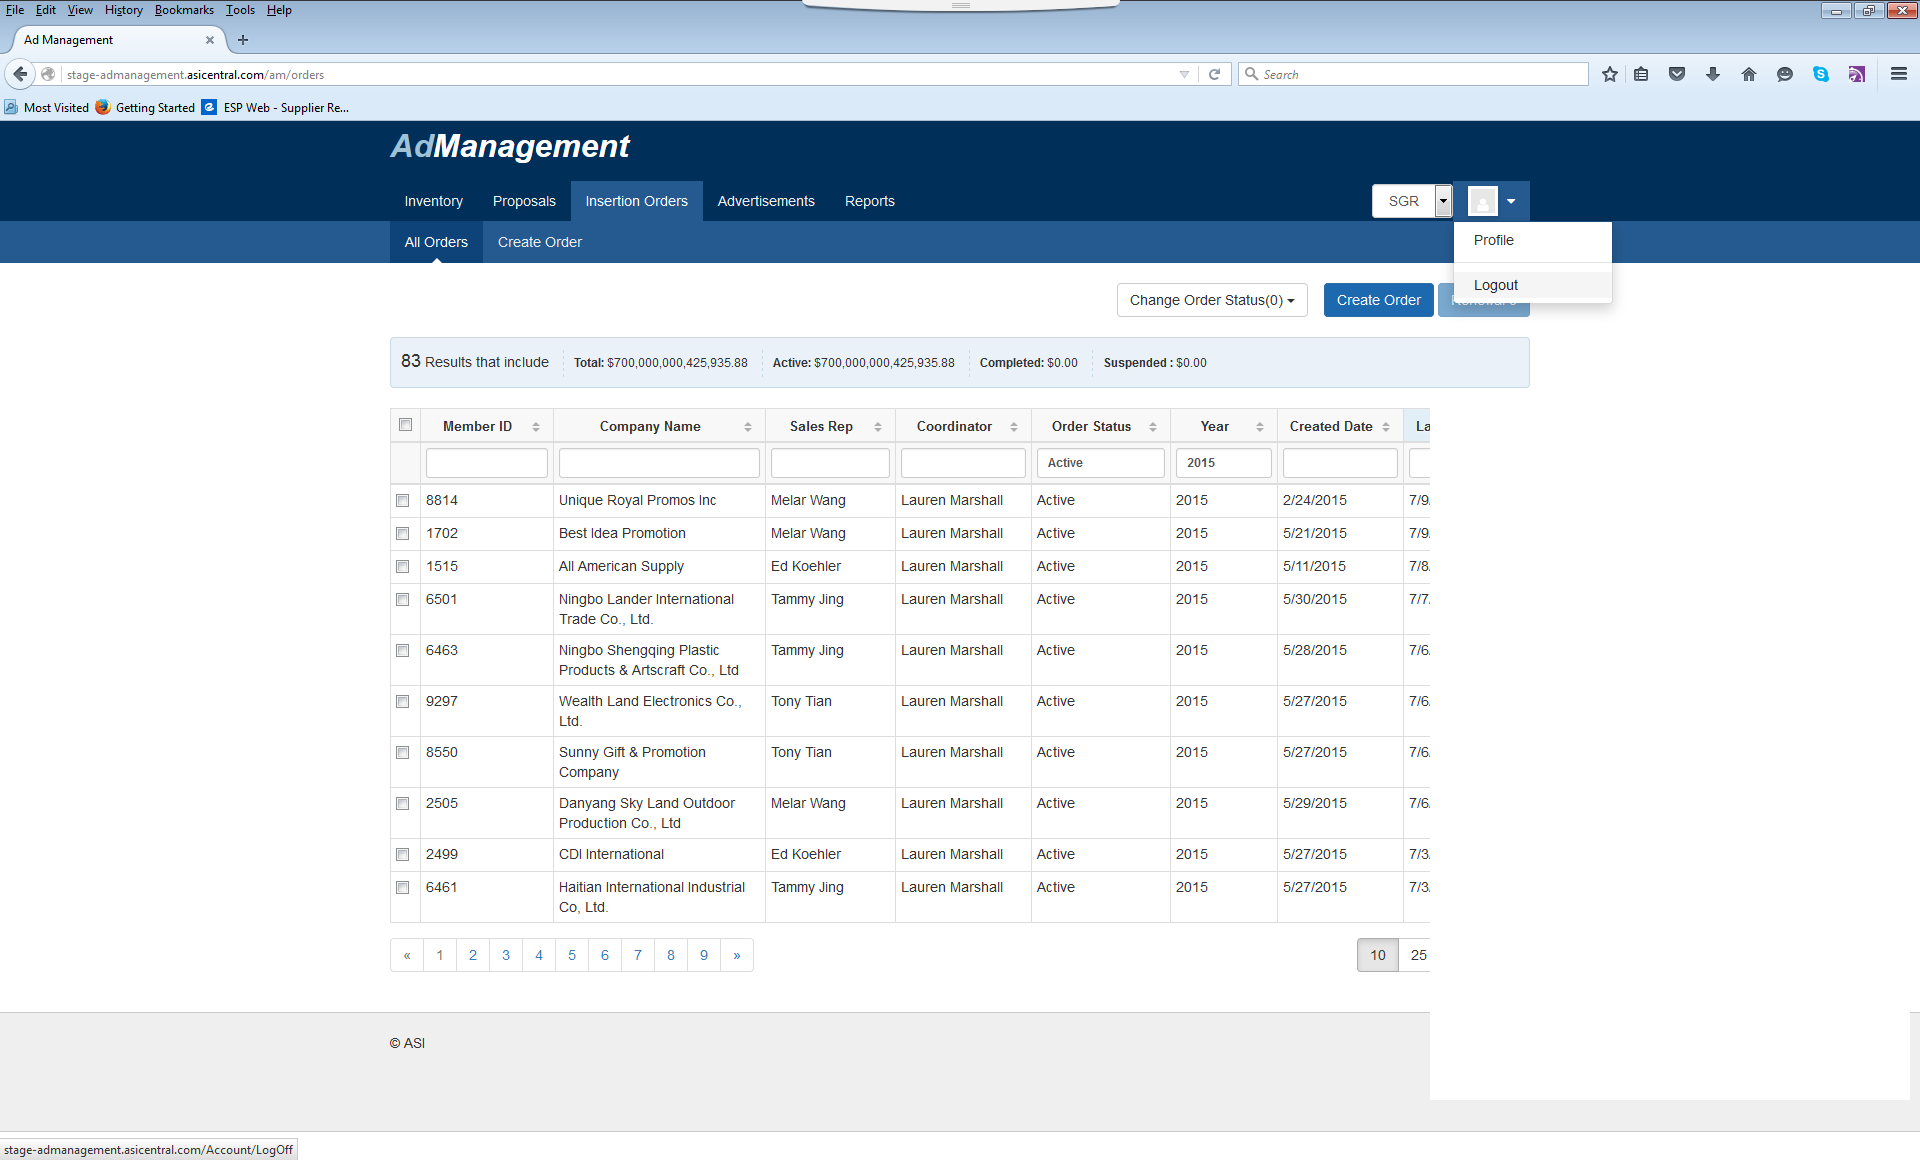 File Edit View History Bookmarks Tools Help
Ad Management
stage-admanagement.asicentral.com/am/orders
Search
Most Visited Getting Started ESP Web - Supplier Re...
AdManagement
Inventory Proposals Insertion Orders Advertisements Reports SGR
All Orders Create Order
Profile
Logout
Change Order Status(0) Create Order
83 Results that include Total: $700,000,000,425,935.88 Active: $700,000,000,425,935.88 Completed: $0.00 Suspended : $0.00
Member ID Company Name Sales Rep Coordinator Order Status Year Created Date La
Active 2015
8814 Unique Royal Promos Inc Melar Wang Lauren Marshall Active 2015 2/24/2015 7/9
1702 Best Idea Promotion Melar Wang Lauren Marshall Active 2015 5/21/2015 7/9
1515 All American Supply Ed Koehler Lauren Marshall Active 2015 5/11/2015 7/8
6501 Ningbo Lander International Tammy Jing Lauren Marshall Active 2015 5/30/2015 7/7
Trade Co., Ltd.
6463 Ningbo Shengqing Plastic Tammy Jing Lauren Marshall Active 2015 5/28/2015 7/6
Products & Artscraft Co., Ltd
9297 Wealth Land Electronics Co., Tony Tian Lauren Marshall Active 2015 5/27/2015 7/6
Ltd.
8550 Sunny Gift & Promotion Tony Tian Lauren Marshall Active 2015 5/27/2015 7/6
Company
2505 Danyang Sky Land Outdoor Melar Wang Lauren Marshall Active 2015 5/29/2015 7/6
Production Co., Ltd
2499 CDI International Ed Koehler Lauren Marshall Active 2015 5/27/2015 7/3
6461 Haitian International Industrial Tammy Jing Lauren Marshall Active 2015 5/27/2015 7/3
Co, Ltd.
« 1 2 3 4 5 6 7 8 9 » 10 25
© ASI
stage-admanagement.asicentral.com/Account/LogOff